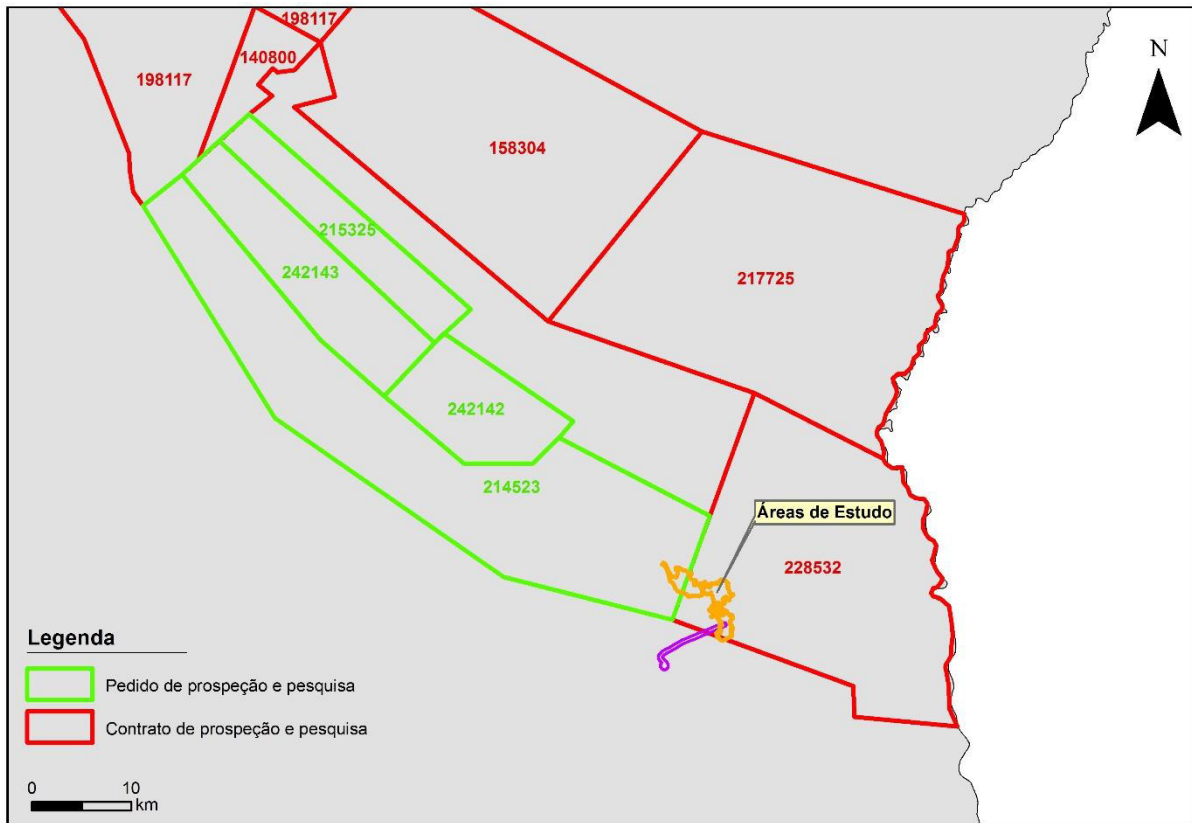 198117
140800
198117
N
158304
215325
242143
217725
242142
214523
Áreas de Estudo
228532
Legenda
Pedido de prospeção e pesquisa
Contrato de prospeção e pesquisa
0 10
km